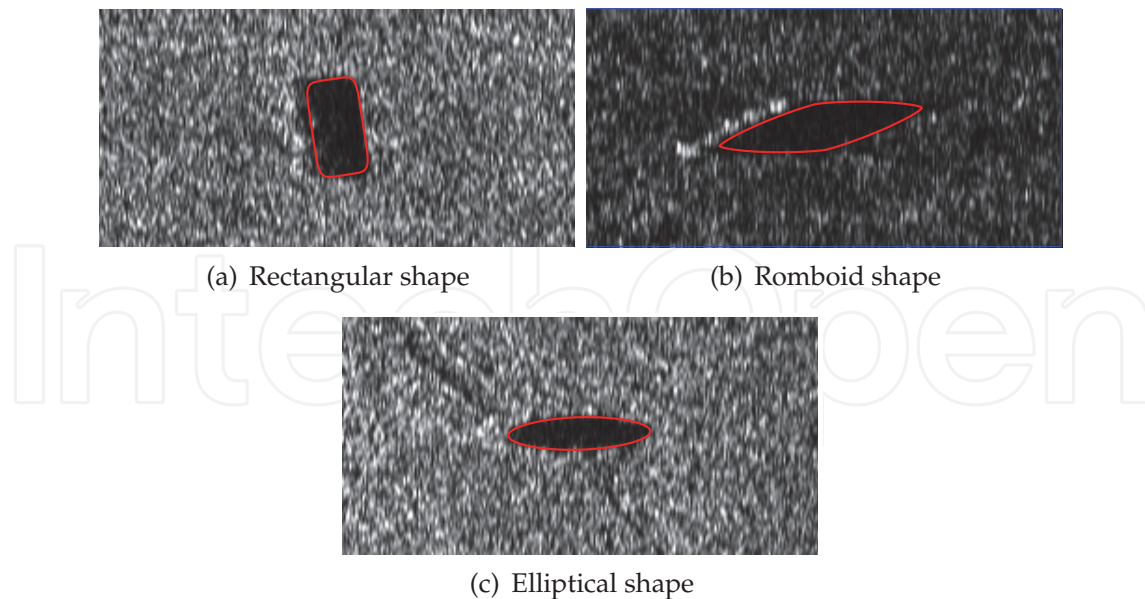 (a) Rectangular shape
(b) Romboid shape
IntechOpen
(c) Elliptical shape